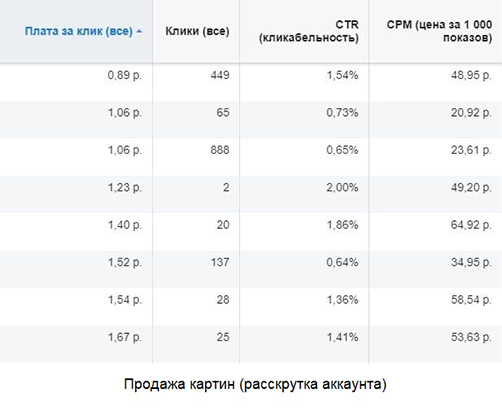 Плата за клик (все) Клики (все) CTR (кликабельность) CPM (цена за 1 000 показов)
0,89 р. 449 1,54% 48,95 р.
1,06 р. 65 0,73% 20,92 р.
1,06 р. 888 0,65% 23,61 р.
1,23 р. 2 2,00% 49,20 р.
1,40 р. 20 1,86% 64,92 р.
1,52 р. 137 0,64% 34,95 р.
1,54 р. 28 1,36% 58,54 р.
1,67 р. 25 1,41% 53,63 р.
Продажа картин (расскрутка аккаунта)